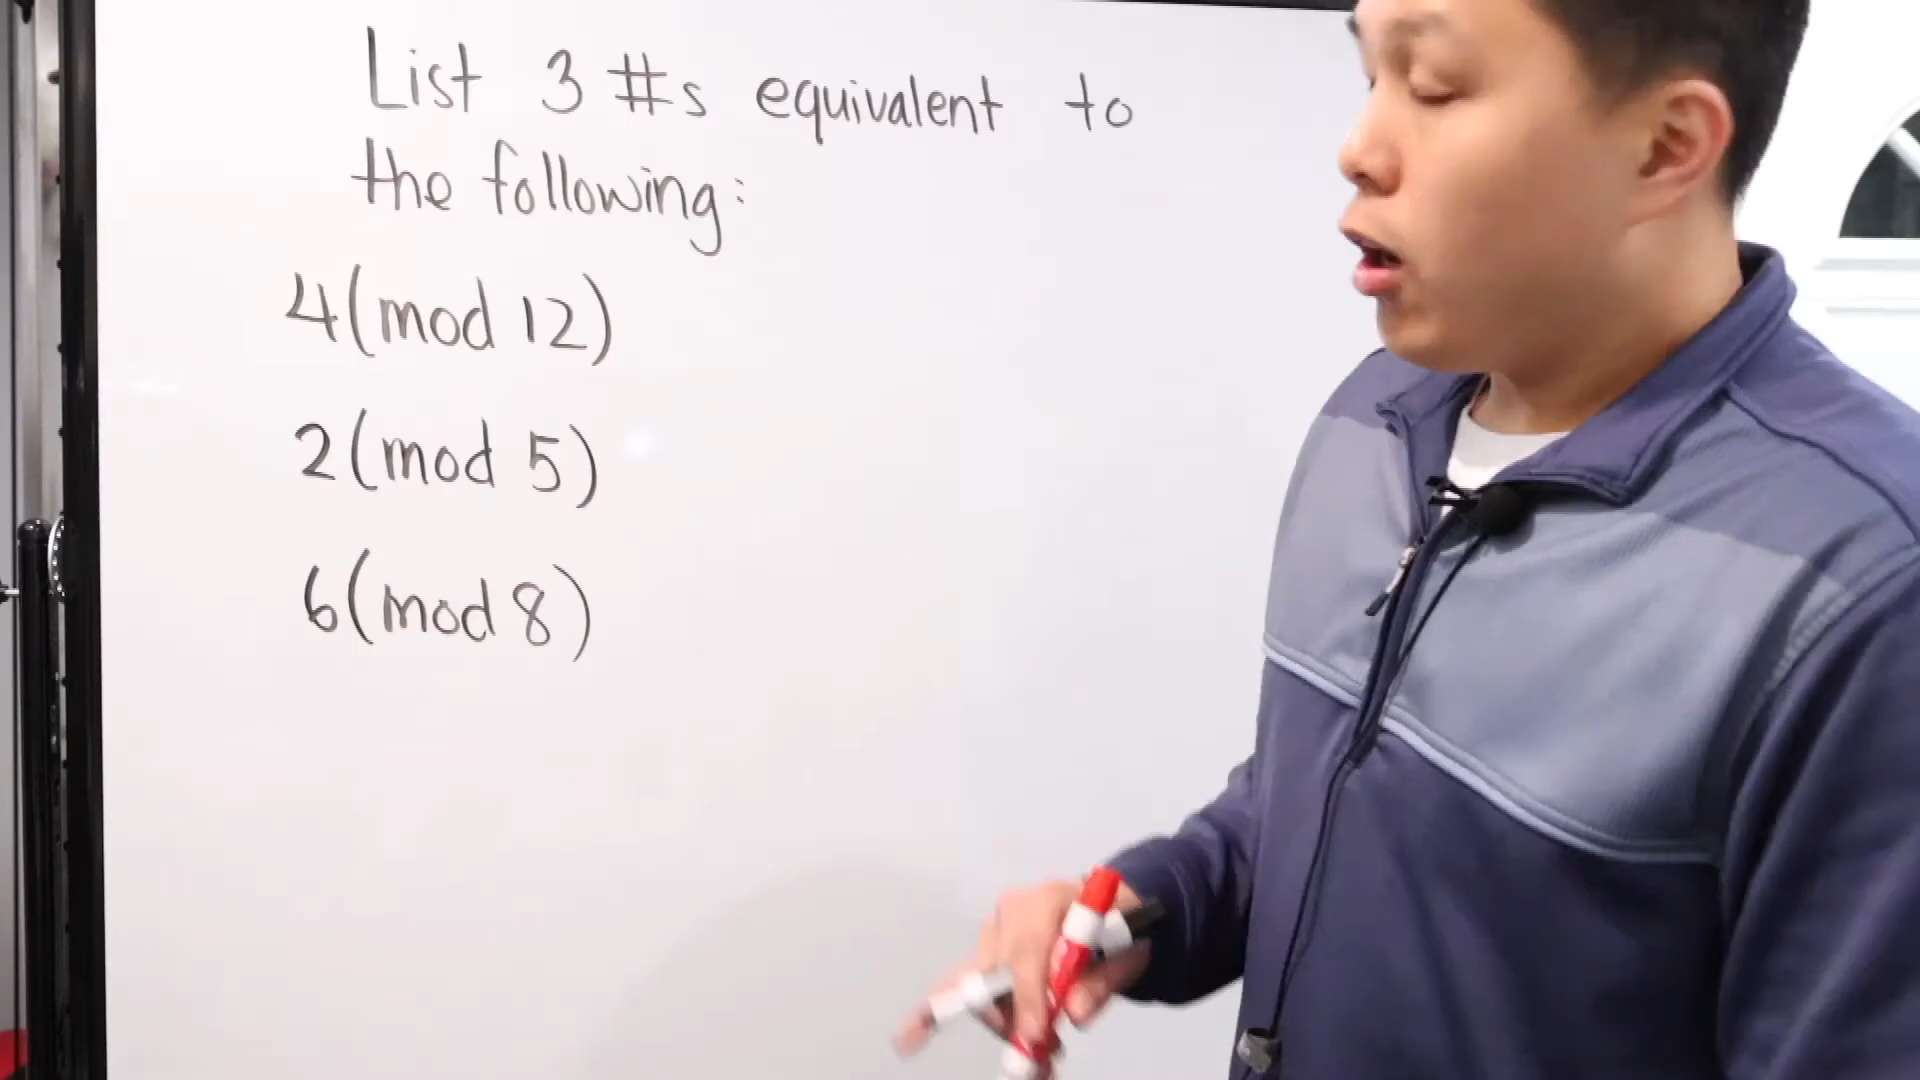 List 3 #s equivalent to
the following:
4(mod 12)
2(mod 5)
6(mod 8)